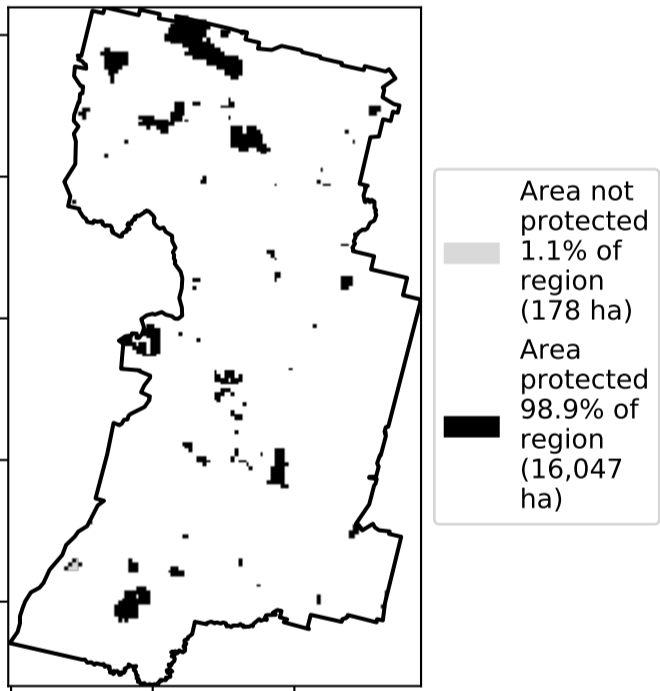 Area not
protected
1.1% of
region
(178 ha)
Area
protected
98.9% of
region
(16,047
ha)